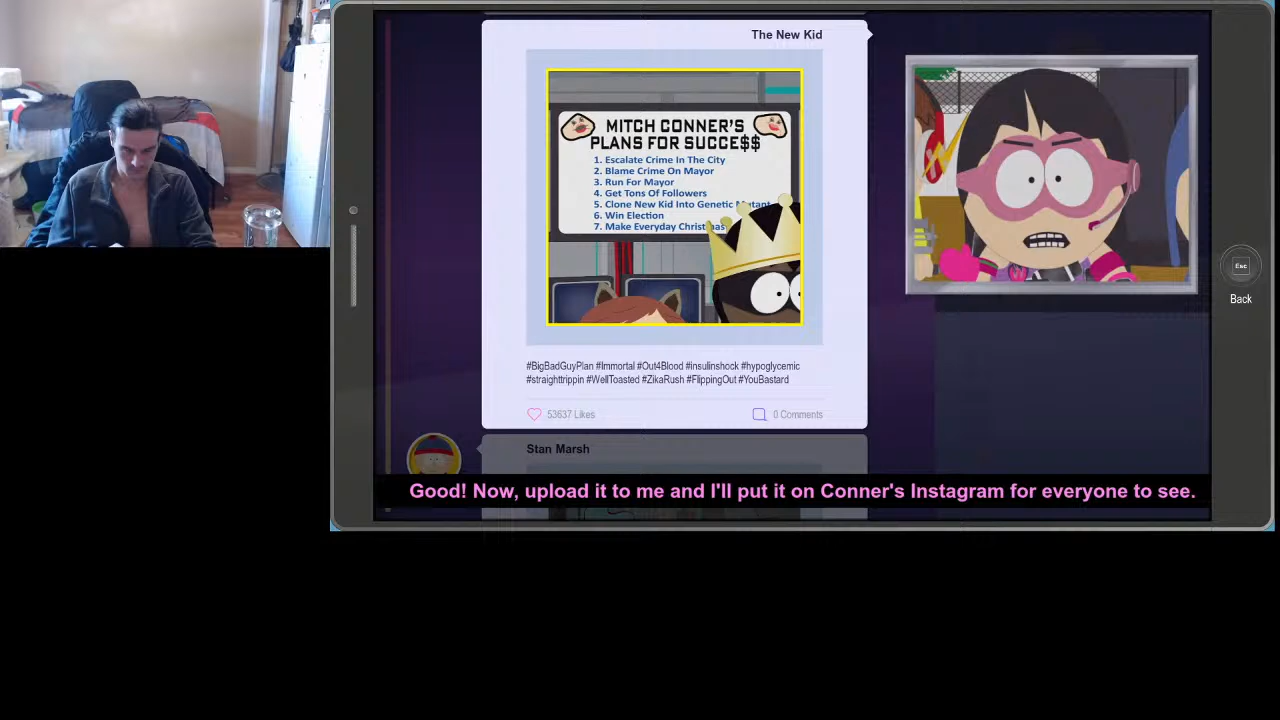 The New Kid
MITCH CONNER'S
PLANS FOR SUCCE$$
1. Escalate Crime In The City
2. Blame Crime On Mayor
3. Run For Mayor
4. Get Tons Of Followers
5. Clone New Kid Into Genetic Mutant
6. Win Election
7. Make Everyday Christmas
#BigBadGuyPlan #Immortal #Out4Blood #insulinshock #hypoglycemic
#straighttrippin #WellToasted #ZikaRush #FlippingOut #YouBastard
53637 Likes
0 Comments
Esc
Back
Stan Marsh
Good! Now, upload it to me and I'll put it on Conner's Instagram for everyone to see.